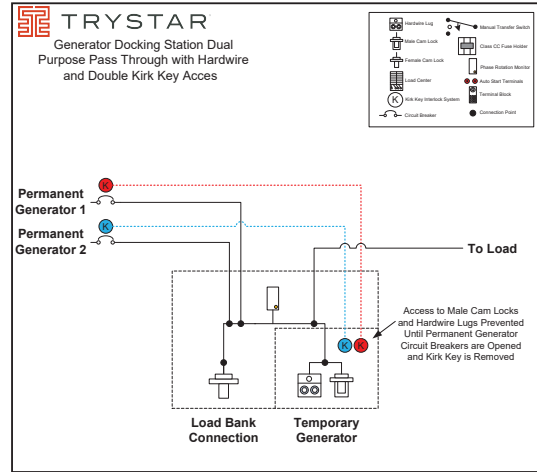 TRYSTAR
Generator Docking Station Dual
Purpose Pass Through with Hardwire
and Double Kirk Key Acces
Hardwire Lug
Male Cam Lock
Female Cam Lock
Load Center
K
Kirk Key Interlock System
Circuit Breaker
Manual Transfer Switch
Class CC Fuse Holder
Phase Rotation Monitor
Auto Start Terminals
Terminal Block
Connection Point
K
Permanent
Generator 1
K
Permanent
Generator 2
To Load
Access to Male Cam Locks
and Hardwire Lugs Prevented
Until Permanent Generator
Circuit Breakers are Opened
and Kirk Key is Removed
K K
Load Bank
Connection
Temporary
Generator